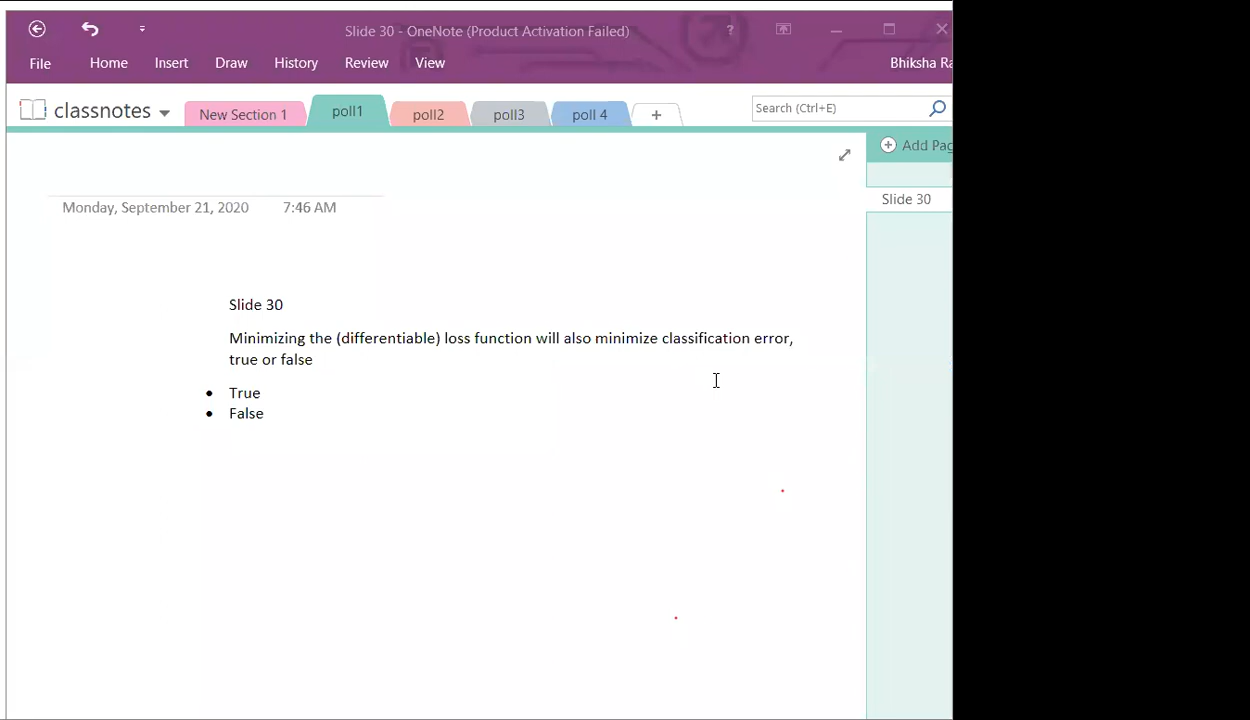 Slide 30 - OneNote (Product Activation Failed)
?
File Home Insert Draw History Review View
Bhiksha Ra
classnotes New Section 1 poll1 poll2 poll3 poll 4 +
Search (Ctrl+E)
Add Pag
Slide 30
Monday, September 21, 2020 7:46 AM
Slide 30
Minimizing the (differentiable) loss function will also minimize classification error,
true or false
• True
• False